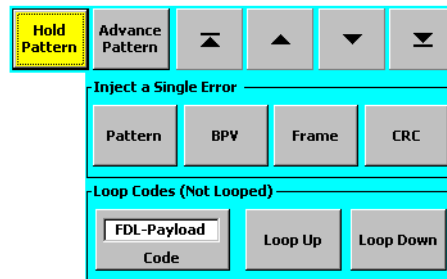 Hold
Pattern
Advance
Pattern
Inject a Single Error
Pattern
BPV
Frame
CRC
Loop Codes (Not Looped)
FDL-Payload
Code
Loop Up
Loop Down